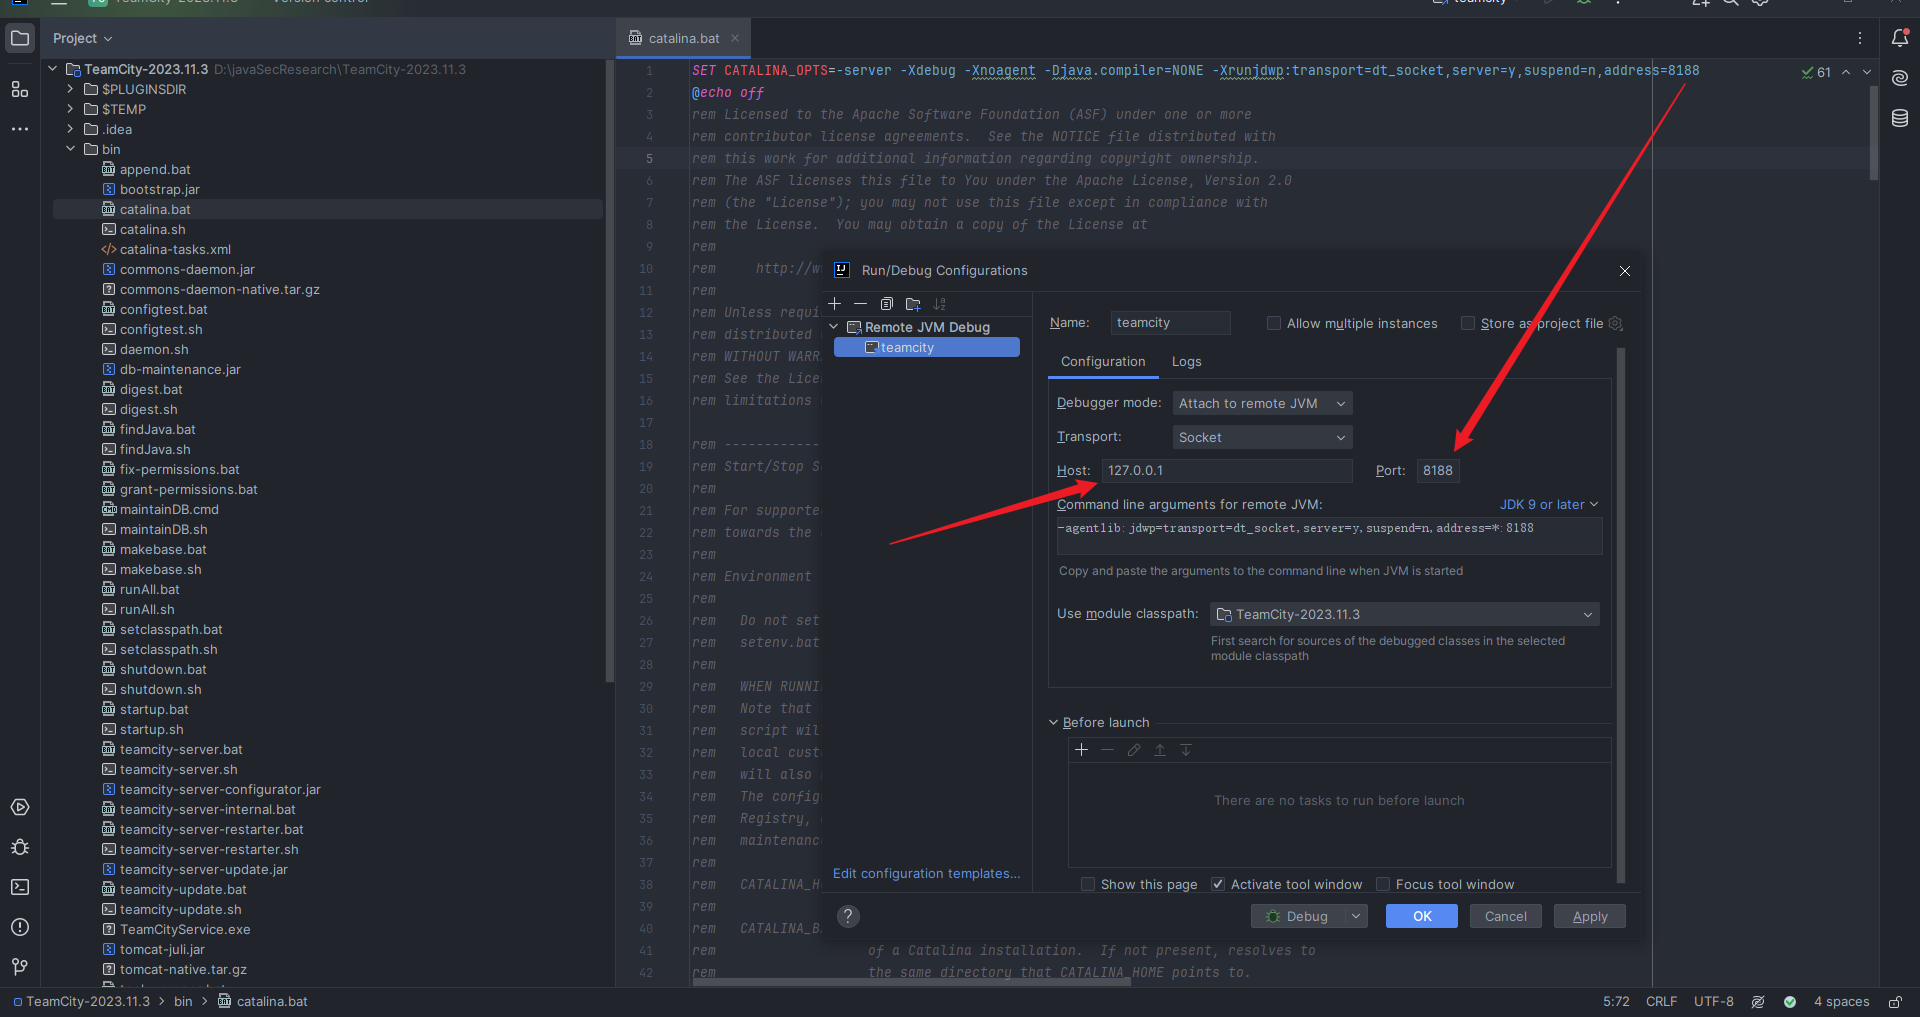 TeamCity-2023.11.3
Version control
teamcity
Project
catalina.bat
TeamCity-2023.11.3 D:\javaSecResearch\TeamCity-2023.11.3
$PLUGINSDIR
$TEMP
.idea
bin
append.bat
bootstrap.jar
catalina.bat
catalina.sh
catalina-tasks.xml
commons-daemon.jar
commons-daemon-native.tar.gz
configtest.bat
configtest.sh
daemon.sh
db-maintenance.jar
digest.bat
digest.sh
findJava.bat
findJava.sh
fix-permissions.bat
grant-permissions.bat
maintainDB.cmd
maintainDB.sh
makebase.bat
makebase.sh
runAll.bat
runAll.sh
setclasspath.bat
setclasspath.sh
shutdown.bat
shutdown.sh
startup.bat
startup.sh
teamcity-server.bat
teamcity-server.sh
teamcity-server-configurator.jar
teamcity-server-internal.bat
teamcity-server-restarter.bat
teamcity-server-restarter.sh
teamcity-server-update.jar
teamcity-update.bat
teamcity-update.sh
TeamCityService.exe
tomcat-juli.jar
tomcat-native.tar.gz
1 SET CATALINA_OPTS=-server -Xdebug -Xnoagent -Djava.compiler=NONE -Xrunjdwp:transport=dt_socket,server=y,suspend=n,address=8188
61
2 @echo off
3 rem Licensed to the Apache Software Foundation (ASF) under one or more
4 rem contributor license agreements.  See the NOTICE file distributed with
5 rem this work for additional information regarding copyright ownership.
6 rem The ASF licenses this file to You under the Apache License, Version 2.0
7 rem (the "License"); you may not use this file except in compliance with
8 rem the License.  You may obtain a copy of the License at
9 rem
10 rem     http://w
11 rem
12 rem Unless requi
13 rem distributed
14 rem WITHOUT WARR
15 rem See the Lice
16 rem limitations
17
18 rem ------------
19 rem Start/Stop S
20 rem
21 rem For supporte
22 rem towards the
23 rem
24 rem Environment
25 rem
26 rem   Do not set
27 rem   setenv.bat
28 rem
29 rem   WHEN RUNNI
30 rem   Note that
31 rem   script wil
32 rem   local cust
33 rem   will also
34 rem   The config
35 rem   Registry,
36 rem   maintenanc
37 rem
38 rem   CATALINA_H
39 rem
40 rem   CATALINA_B
41 rem                   of a Catalina installation.  If not present, resolves to
42 rem                   the same directory that CATALINA_HOME points to.
Run/Debug Configurations
Remote JVM Debug
teamcity
Edit configuration templates...
Name: teamcity
Allow multiple instances
Store as project file
Configuration Logs
Debugger mode: Attach to remote JVM
Transport: Socket
Host: 127.0.0.1 Port: 8188
Command line arguments for remote JVM: JDK 9 or later
-agentlib:jdwp=transport=dt_socket,server=y,suspend=n,address=*:8188
Copy and paste the arguments to the command line when JVM is started
Use module classpath: TeamCity-2023.11.3
First search for sources of the debugged classes in the selected
module classpath
Before launch
There are no tasks to run before launch
Show this page Activate tool window Focus tool window
? Debug OK Cancel Apply
TeamCity-2023.11.3 > bin > catalina.bat
5:72 CRLF UTF-8 4 spaces